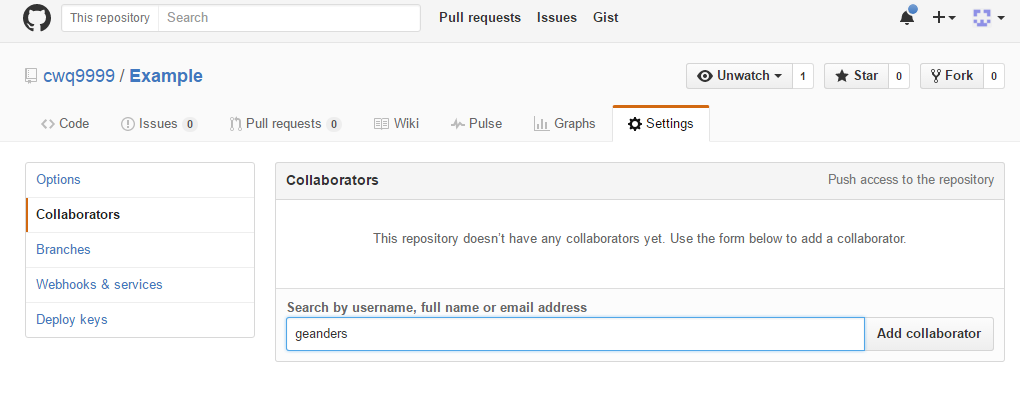 This repository Search Pull requests Issues Gist
cwq9999 / Example Unwatch 1 Star 0 Fork 0
Code Issues 0 Pull requests 0 Wiki Pulse Graphs Settings
Options
Collaborators
Branches
Webhooks & services
Deploy keys
Collaborators Push access to the repository
This repository doesn't have any collaborators yet. Use the form below to add a collaborator.
Search by username, full name or email address
geanders Add collaborator